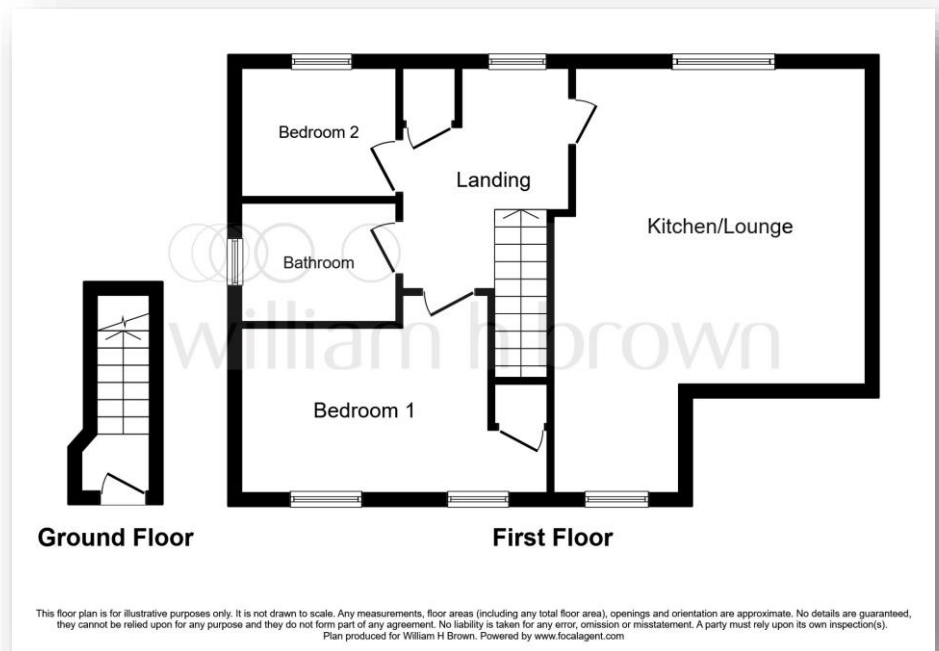 Bedroom 2
Landing
Kitchen/Lounge
Bathroom
william h brown
Bedroom 1
Ground Floor
First Floor
This floor plan is for illustrative purposes only. It is not drawn to scale. Any measurements, floor areas (including any total floor area), openings and orientation are approximate. No details are guaranteed,
they cannot be relied upon for any purpose and they do not form part of any agreement. No liability is taken for any error, omission or misstatement. A party must rely upon its own inspection(s).
Plan produced for William H Brown. Powered by www.focalagent.com